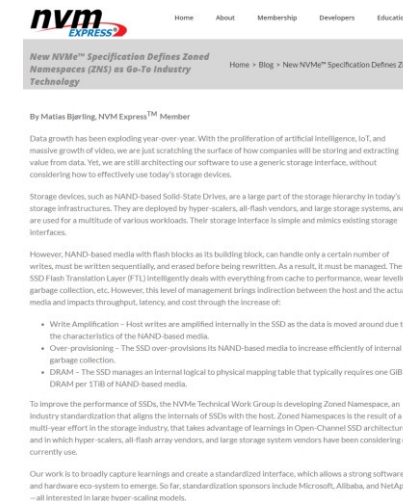 nvm
EXPRESS®
Home About Membership Developers
New NVMe™ Specification Defines Zoned
Namespaces (ZNS) as Go-To Industry
Technology
Home > Blog > New NVMe™ Specification Defines
By Matias Bjørling, NVM Express™ Member
Data growth has been exploding year-over-year. With the proliferation of artificial intelligence, IoT, and
massive growth of video, we are just scratching the surface of how companies will be storing and extracting
value from data. Yet, we are still architecting our software to use a generic storage interface, without
considering how to effectively use today's storage devices.
Storage devices, such as NAND-based Solid-State Drives, are a large part of the storage hierarchy in today's
storage infrastructures. They are deployed by hyper-scalers, all-flash vendors, and large storage systems, and
are used for a multitude of various workloads. Their storage interface is simple and mimics existing storage
interfaces.
However, NAND-based media with flash blocks as its building block, can handle only a certain number of
writes, must be written sequentially, and erased before being rewritten. As a result, it must be managed. The
SSD Flash Translation Layer (FTL) intelligently deals with everything from cache to performance, wear
garbage collection, etc. However, this level of management brings indirection between the host and the
media and impacts throughput, latency, and cost through the increase of:
• Write Amplification – Host writes are amplified internally in the SSD as the data is moved around due
the characteristics of the NAND-based media.
• Over-provisioning – The SSD over-provisions its NAND-media to increase efficiently of internal
garbage collection.
• DRAM – The SSD manages an internal logical to physical mapping table that typically requires one GIB
DRAM per 1TiB of NAND-based media.
To improve the performance of SSDs, the NVMe Technical Work Group is developing Zoned Namespace, an
industry standardization that aligns the internals of SSDs with the host. Zoned Namespaces is the result of a
multi-year effort in the storage industry, that takes advantage of learnings in Open-Channel SSD
and in which hyper-scalers, all-flash array vendors, and large storage system vendors have been considering
currently use.
Our work is to broadly capture learnings and create a standardized interface, which allows a strong software
and hardware eco-system to emerge. So far, standardization sponsors include Microsoft, Alibaba, and NetApp
—all interested in large hyper-scaling models.